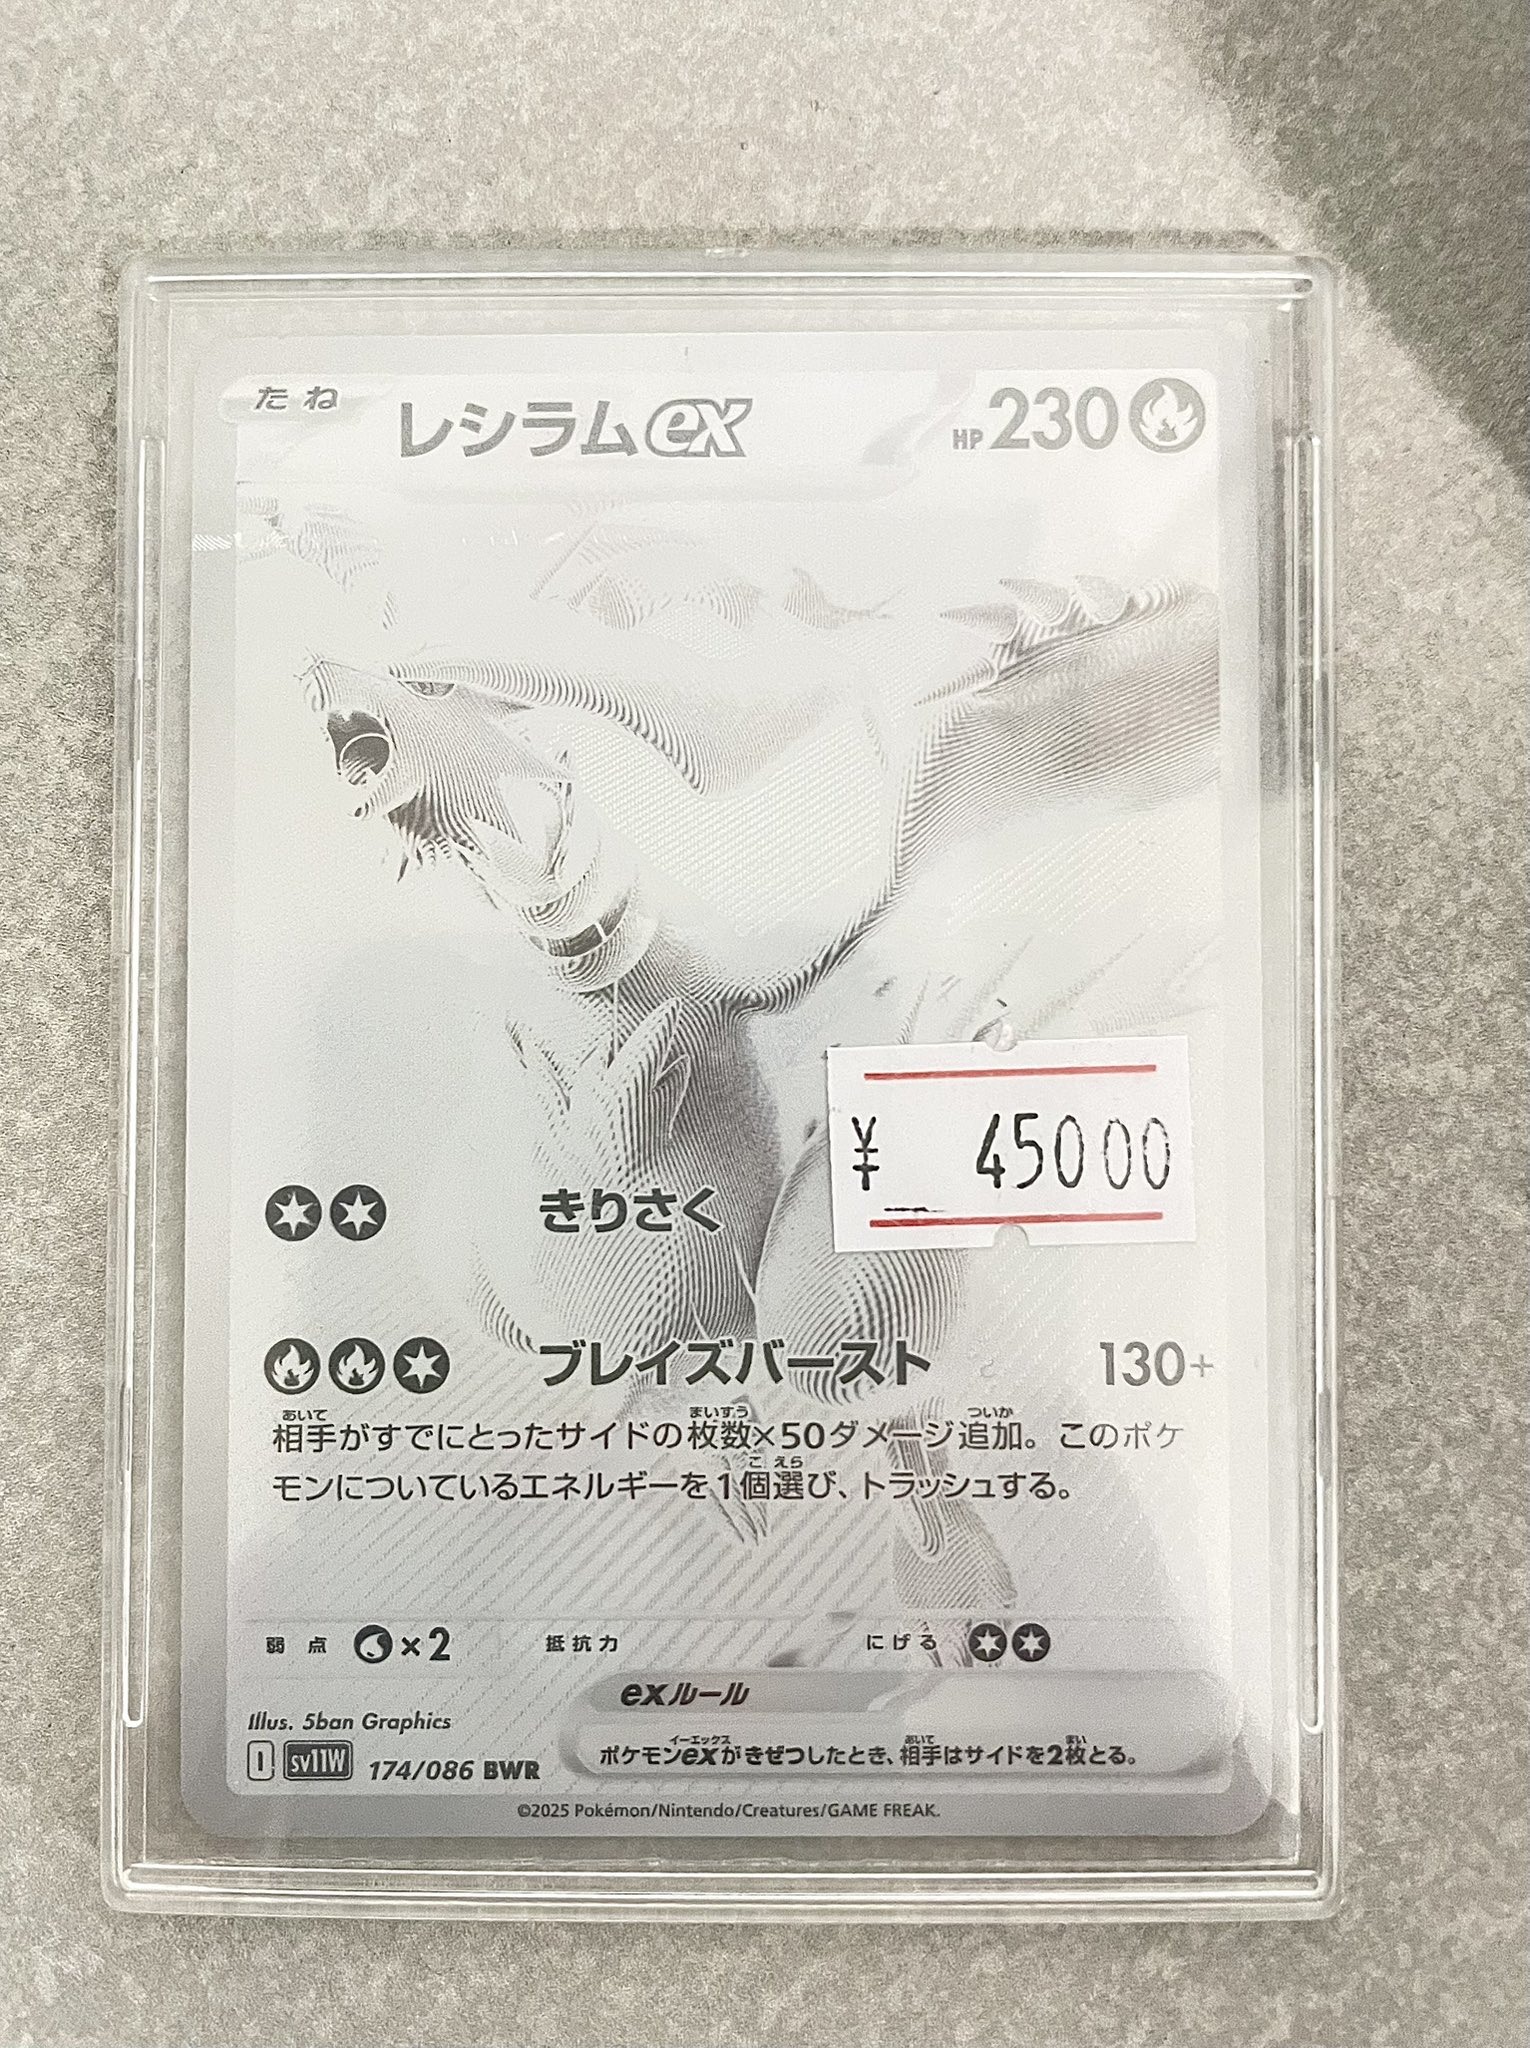 たね
レシラムex
HP 230
¥ 45000
きりさく
ブレイズバースト 130+
相手がすでにとったサイドの枚数×50ダメージ追加。このポケ
モンについているエネルギーを1個選び、トラッシュする。
弱点 ×2 抵抗力 にげる
exルール
ポケモンexがきぜつしたとき、相手はサイドを2枚とる。
Illus. 5ban Graphics
SV11W 174/086 BWR
©2025 Pokémon/Nintendo/Creatures/GAME FREAK.